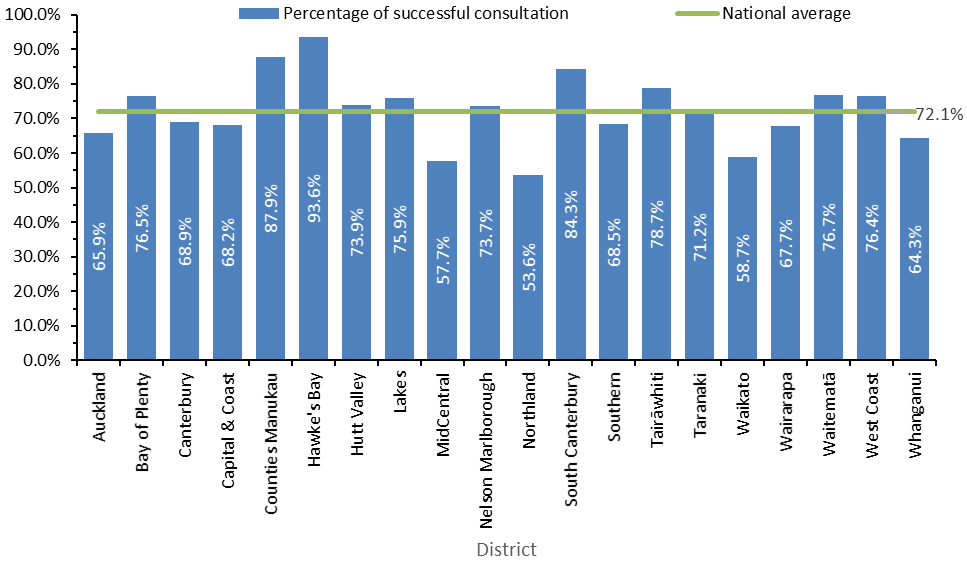 Percentage of successful consultation
National average
100.0%
90.0%
80.0%
70.0%
60.0%
50.0%
40.0%
30.0%
20.0%
10.0%
0.0%
72.1%
65.9%
76.5%
68.9%
68.2%
87.9%
93.6%
73.9%
75.9%
57.7%
73.7%
53.6%
84.3%
68.5%
78.7%
71.2%
58.7%
67.7%
76.7%
76.4%
64.3%
Auckland
Bay of Plenty
Canterbury
Capital & Coast
Counties Manukau
Hawke's Bay
Hutt Valley
Lakes
MidCentral
Nelson Marlborough
Northland
South Canterbury
Southern
Tairāwhiti
Taranaki
Waikato
Wairarapa
Waitematā
West Coast
Whanganui
District